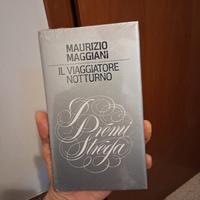 MAURIZIO
MAGGIANI
IL VIAGGIATORE
NOTTURNO
I
Premi
Strega